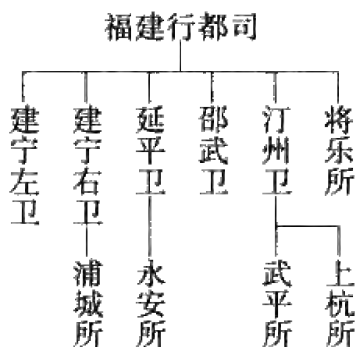 福建行都司
建宁左卫
建宁右卫
延平卫
邵武卫
汀州卫
将乐所
浦城所
永安所
武平所
上杭所